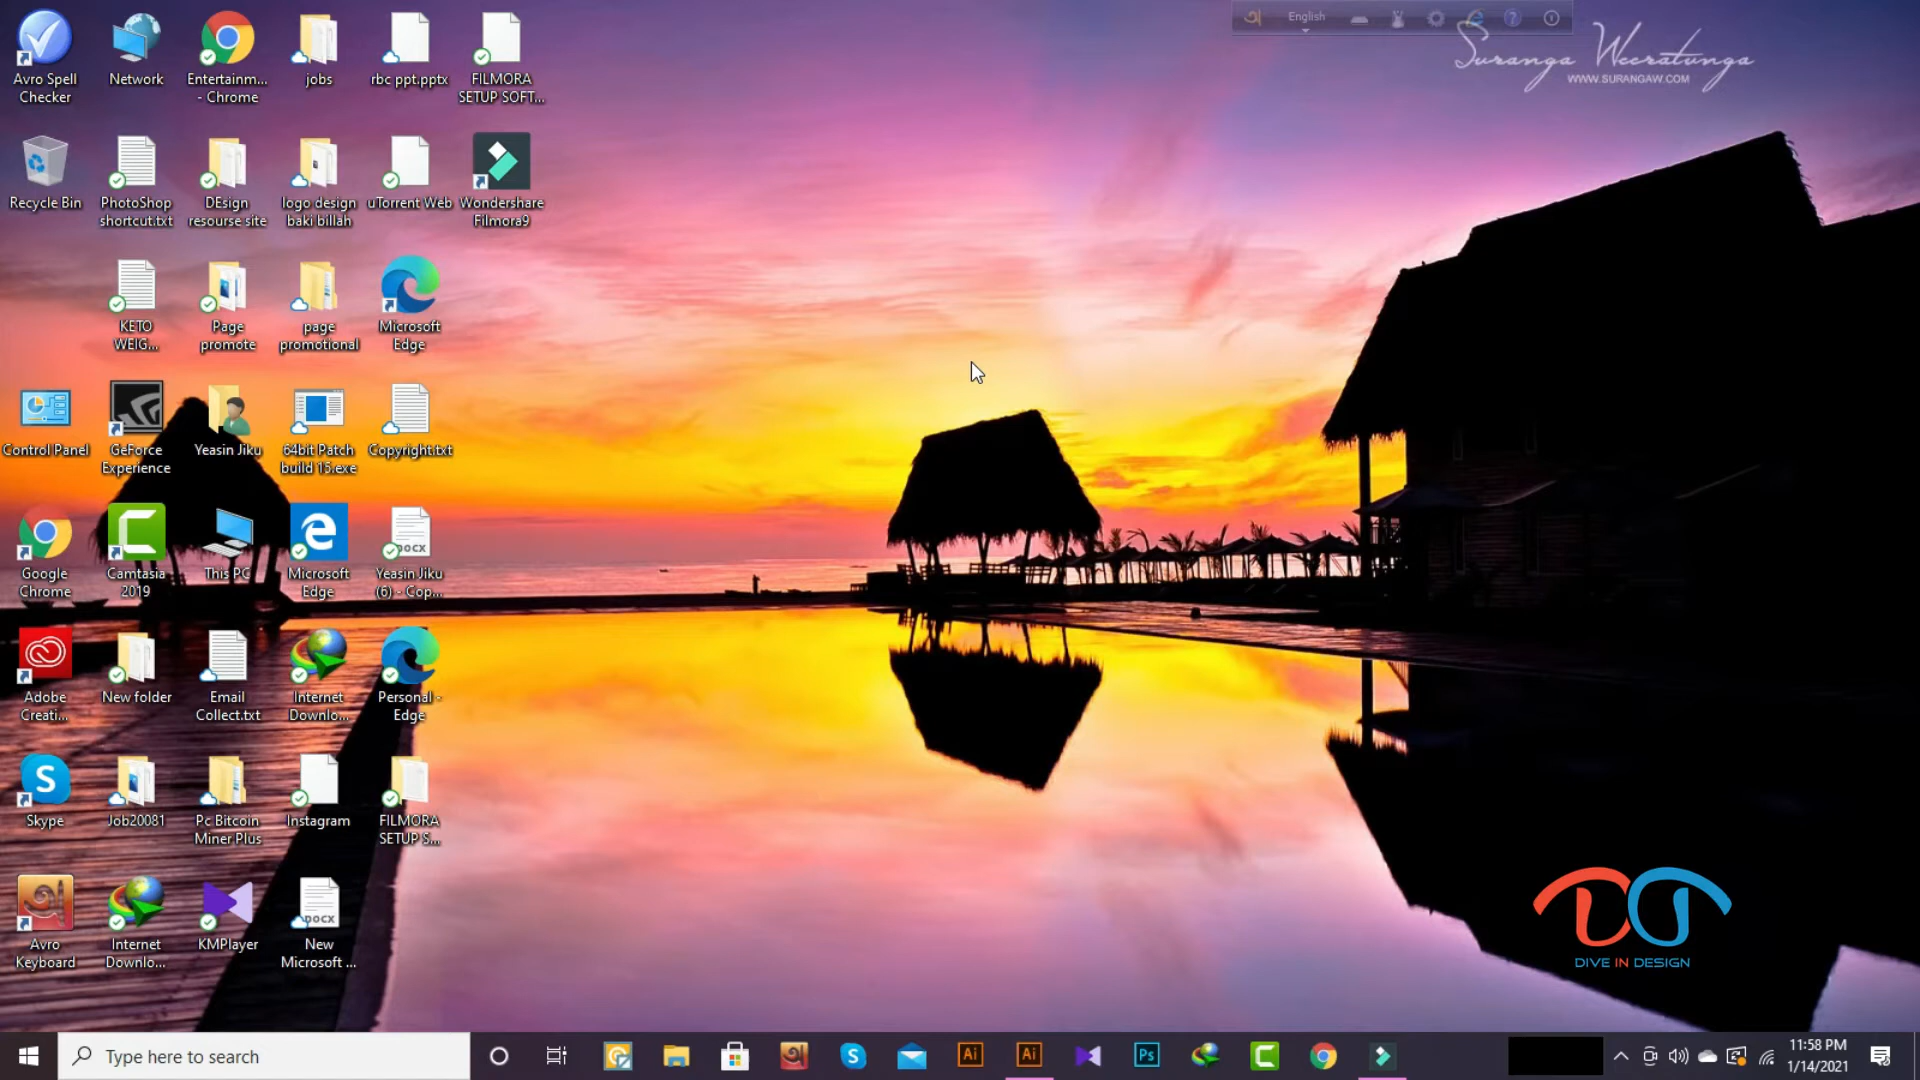 English
Suranga Weeratunga
WWW.SURANGAW.COM
Avro Spell
Checker
Network
Entertainm...
- Chrome
jobs
rbc ppt.pptx
FILMORA
SETUP SOFT...
Recycle Bin
PhotoShop
shortcut.txt
DEsign
resourse site
logo design
baki billah
uTorrent Web
Wondershare
Filmora9
KETO
WEIG...
Page
promote
page
promotional
Microsoft
Edge
Control Panel
GeForce
Experience
Yeasin Jiku
64bit Patch
build 15.exe
Copyright.txt
Google
Chrome
Camtasia
2019
This PC
Microsoft
Edge
DOCX
Yeasin Jiku
(6) - Cop...
Adobe
Creati...
New folder
Email
Collect.txt
Internet
Downlo...
Personal -
Edge
Skype
Job20081
Pc Bitcoin
Miner Plus
Instagram
FILMORA
SETUP S...
Avro
Keyboard
Internet
Downlo...
KMPlayer
DOCX
New
Microsoft ...
DIVE IN DESIGN
Type here to search
Ai
Ai
Ps
11:58 PM
1/14/2021